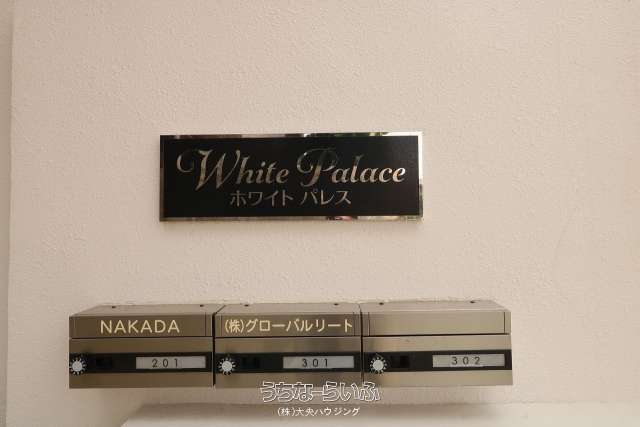 White Palace
ホワイト パレス
NAKADA
(株)グローバルリート
201
301
302
うちなーらいふ
(株)大央ハウジング